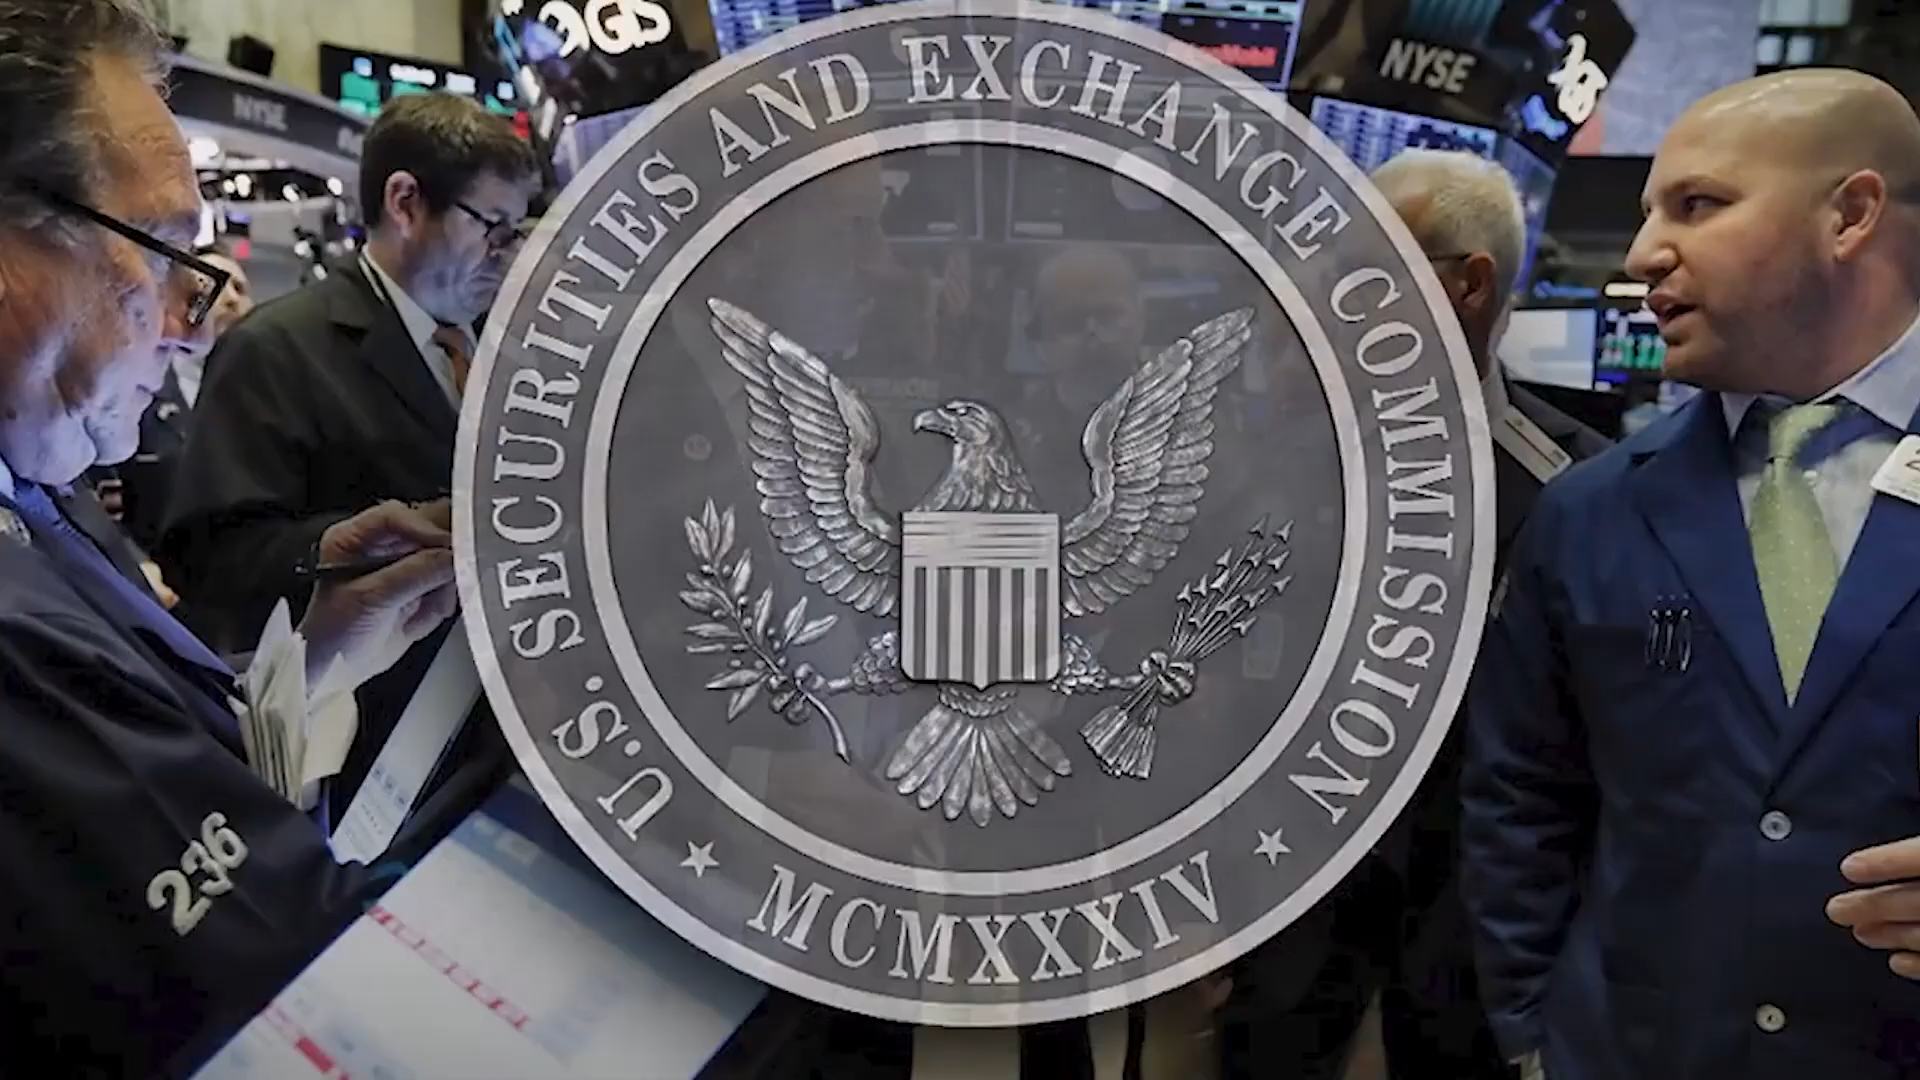 NYSE
NYSE
U.S. SECURITIES AND EXCHANGE COMMISSION
MCMXXXIV
236